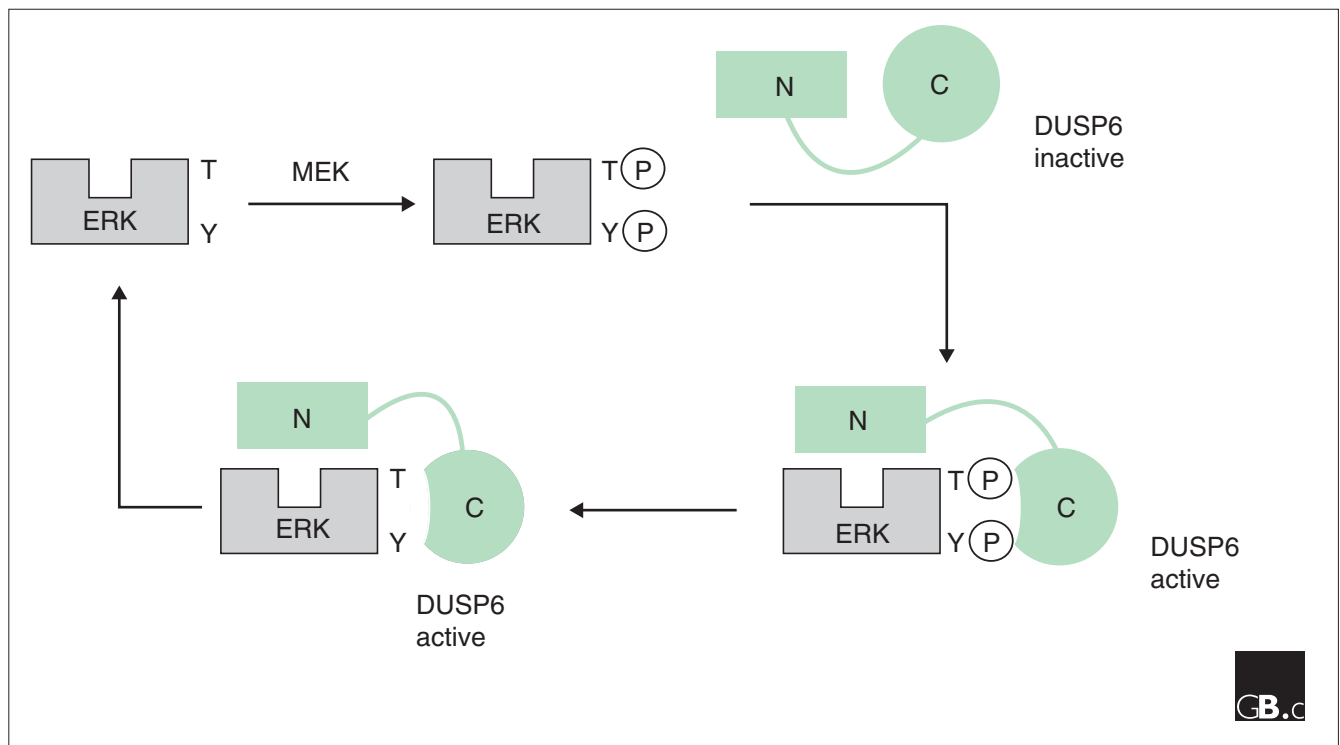 N
C
DUSP6
inactive
T
MEK
T P
ERK
Y
ERK
Y P
N
N
T
C
T P
C
ERK
Y
ERK
Y P
DUSP6
active
DUSP6
active
GB.c